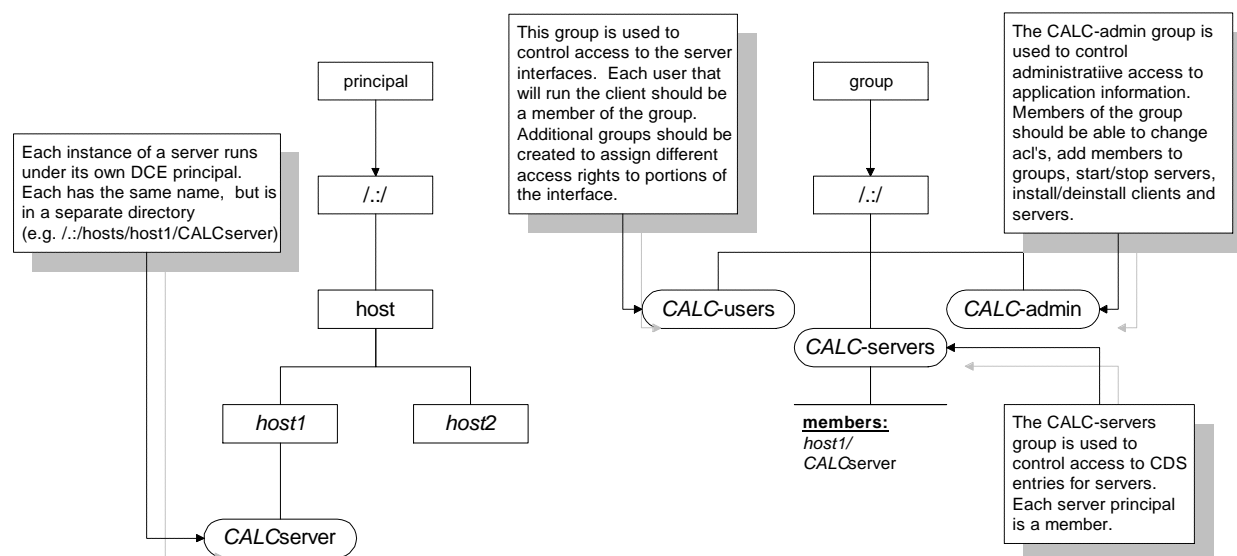 principal
/.:/
host
host1
host2
CALCserver
Each instance of a server runs
under its own DCE principal.
Each has the same name, but is
in a separate directory
(e.g. /.:/hosts/host1/CALCserver)
This group is used to
control access to the server
interfaces. Each user that
will run the client should be
a member of the group.
Additional groups should be
created to assign different
access rights to portions of
the interface.
group
/.:/
CALC-users
CALC-admin
CALC-servers
members:
host1/
CALCserver
The CALC-admin group is
used to control
administratiive access to
application information.
Members of the group
should be able to change
acl's, add members to
groups, start/stop servers,
install/deinstall clients and
servers.
The CALC-servers
group is used to
control access to CDS
entries for servers.
Each server principal
is a member.